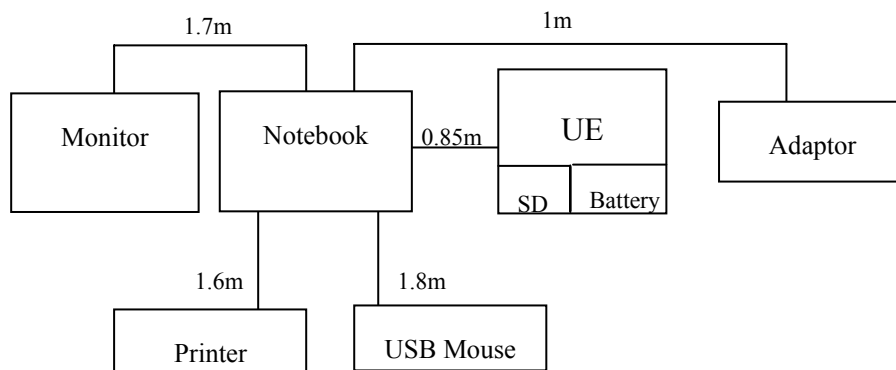 1.7m
1m
Monitor
Notebook
0.85m
UE
SD
Battery
Adaptor
1.6m
1.8m
Printer
USB Mouse